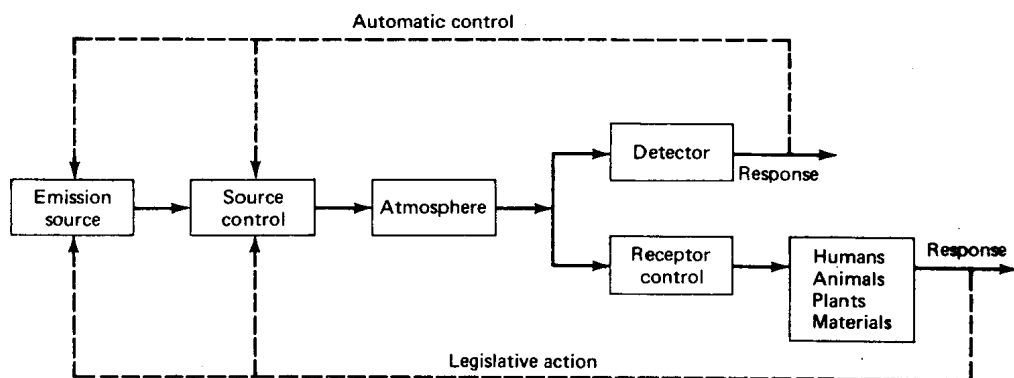 Automatic control
Detector
Response
Emission
source
Source
control
Atmosphere
Receptor
control
Humans
Animals
Plants
Materials
Response
Legislative action